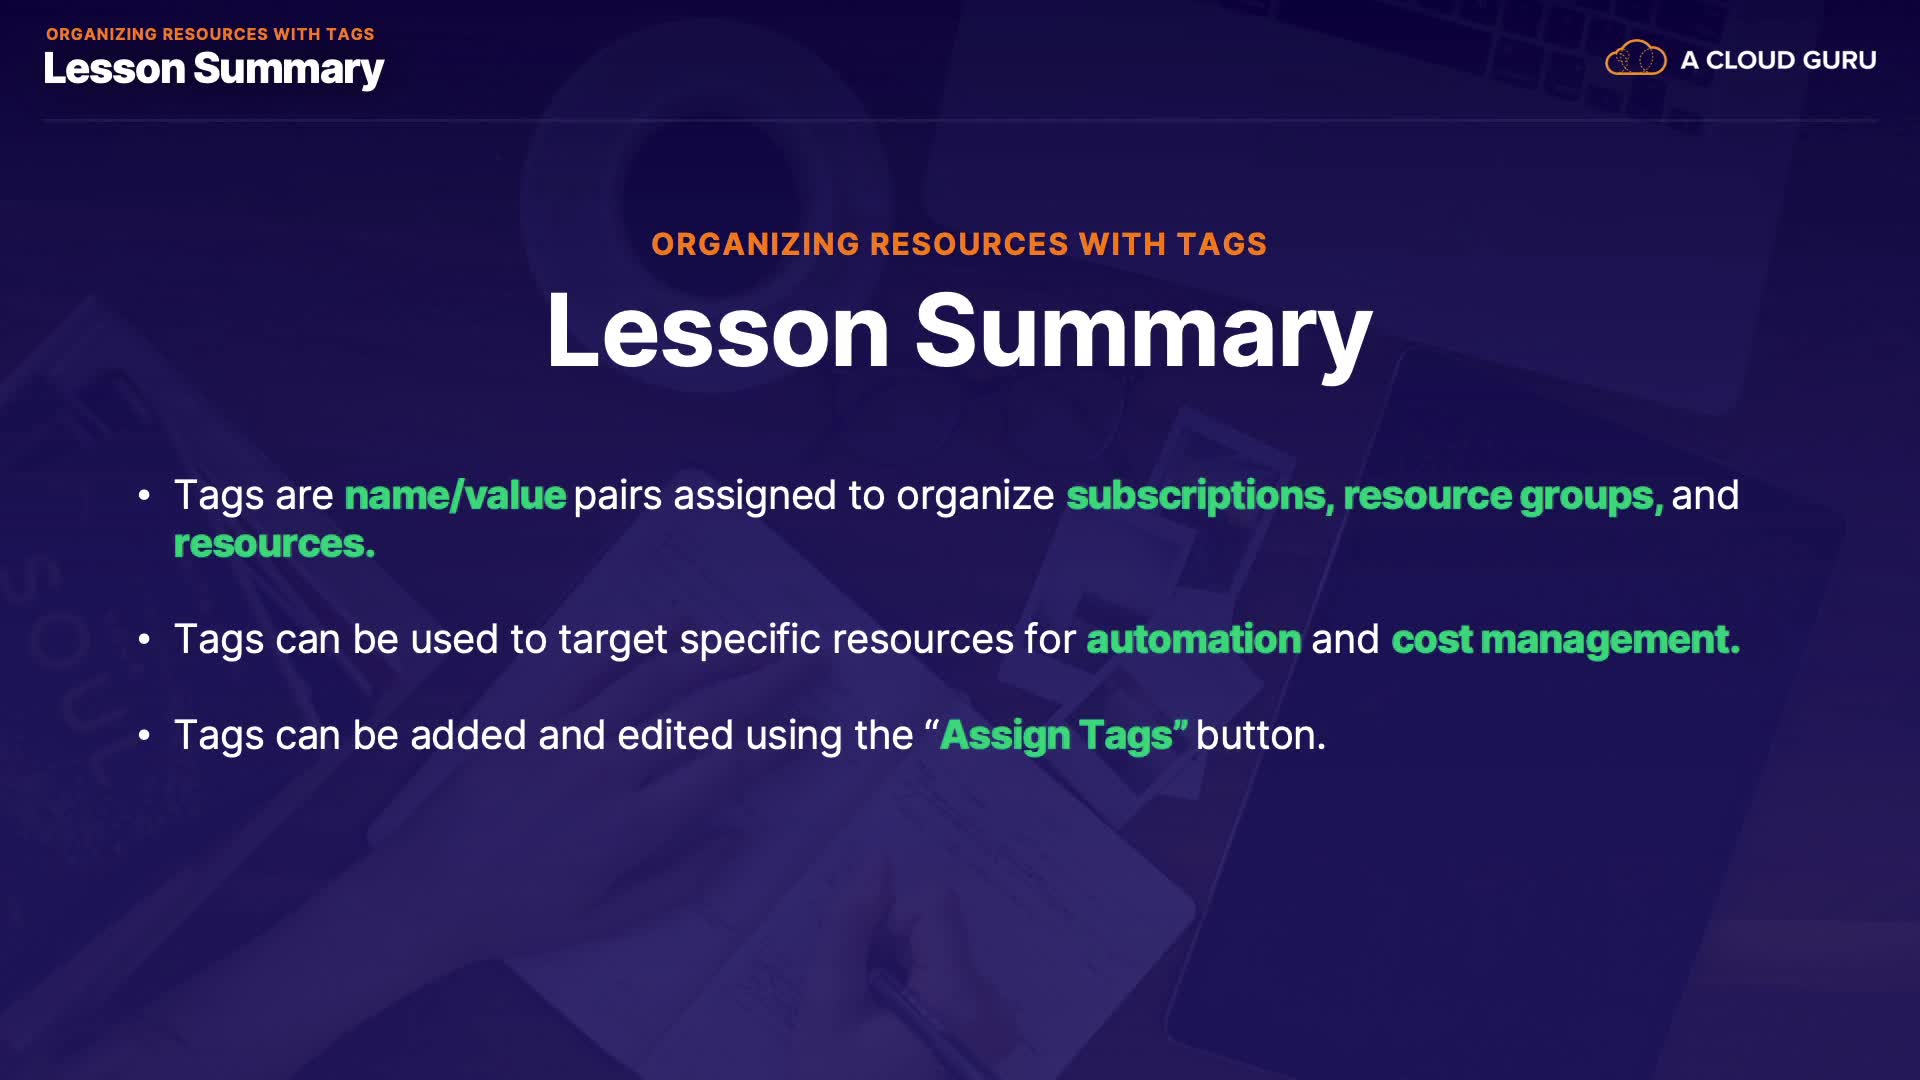 ORGANIZING RESOURCES WITH TAGS
Lesson Summary
A CLOUD GURU
ORGANIZING RESOURCES WITH TAGS
Lesson Summary
• Tags are name/value pairs assigned to organize subscriptions, resource groups, and
resources.
• Tags can be used to target specific resources for automation and cost management.
• Tags can be added and edited using the “Assign Tags” button.
SOUL